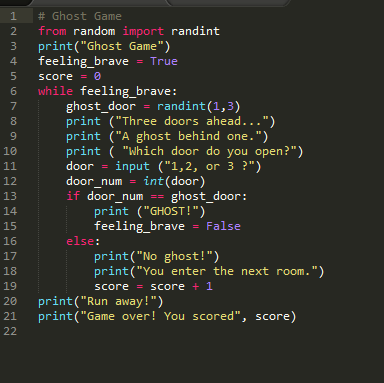 1 # Ghost Game
2 from random import randint
3 print("Ghost Game")
4 feeling_brave = True
5 score = 0
6 while feeling_brave:
7     ghost_door = randint(1,3)
8     print ("Three doors ahead...")
9     print ("A ghost behind one.")
10     print ( "Which door do you open?")
11     door = input ("1,2, or 3 ?")
12     door_num = int(door)
13     if door_num == ghost_door:
14         print ("GHOST!")
15         feeling_brave = False
16     else:
17         print("No ghost!")
18         print("You enter the next room.")
19         score = score + 1
20 print("Run away!")
21 print("Game over! You scored", score)
22